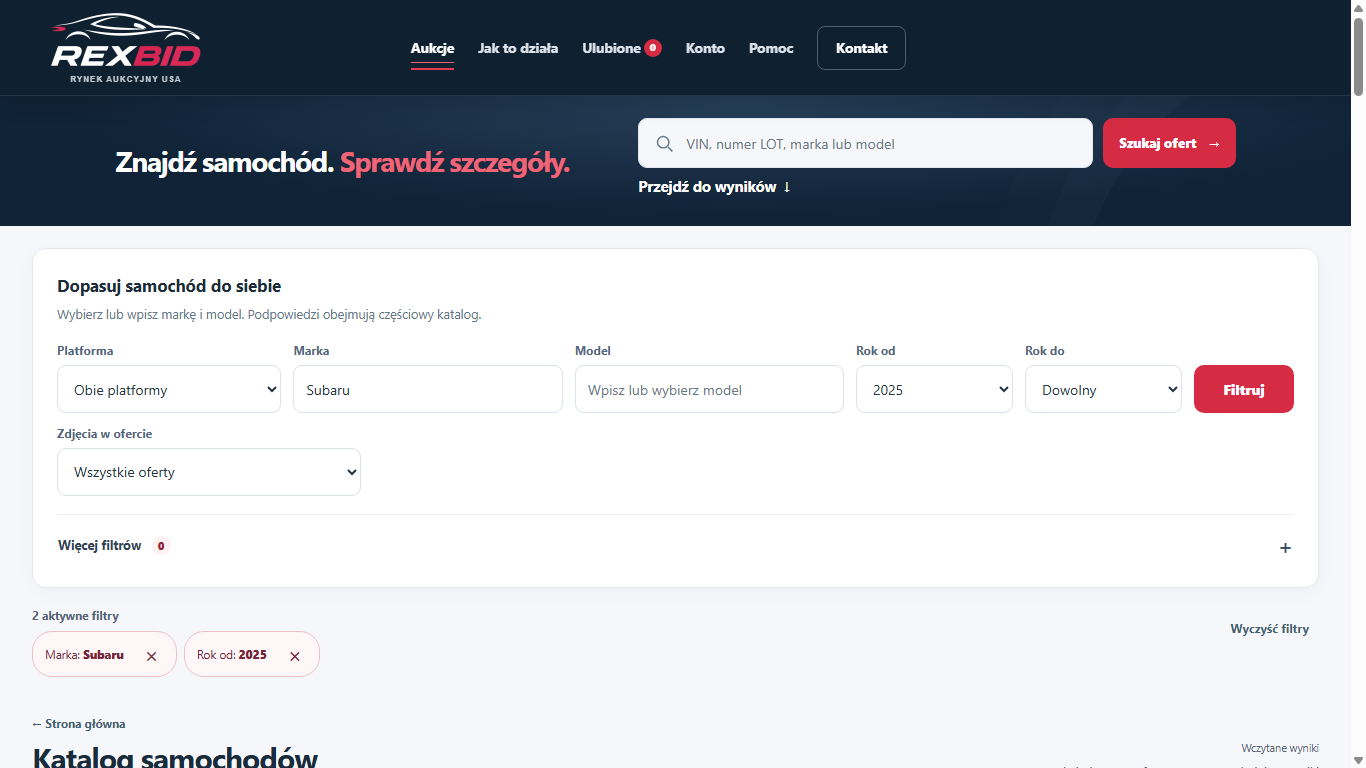 REXBID
RYNEK AUKCYJNY USA
Aukcje
Jak to działa
Ulubione 0
Konto
Pomoc
Kontakt
Znajdź samochód. Sprawdź szczegóły.
VIN, numer LOT, marka lub model
Szukaj ofert →
Przejdź do wyników ↓
Dopasuj samochód do siebie
Wybierz lub wpisz markę i model. Podpowiedzi obejmują częściowy katalog.
Platforma
Marka
Model
Rok od
Rok do
Obie platformy
Subaru
Wpisz lub wybierz model
2025
Dowolny
Filtruj
Zdjęcia w ofercie
Wszystkie oferty
Więcej filtrów 0
+
2 aktywne filtry
Wyczyść filtry
Marka: Subaru ×
Rok od: 2025 ×
← Strona główna
Katalog samochodów
Wczytane wyniki